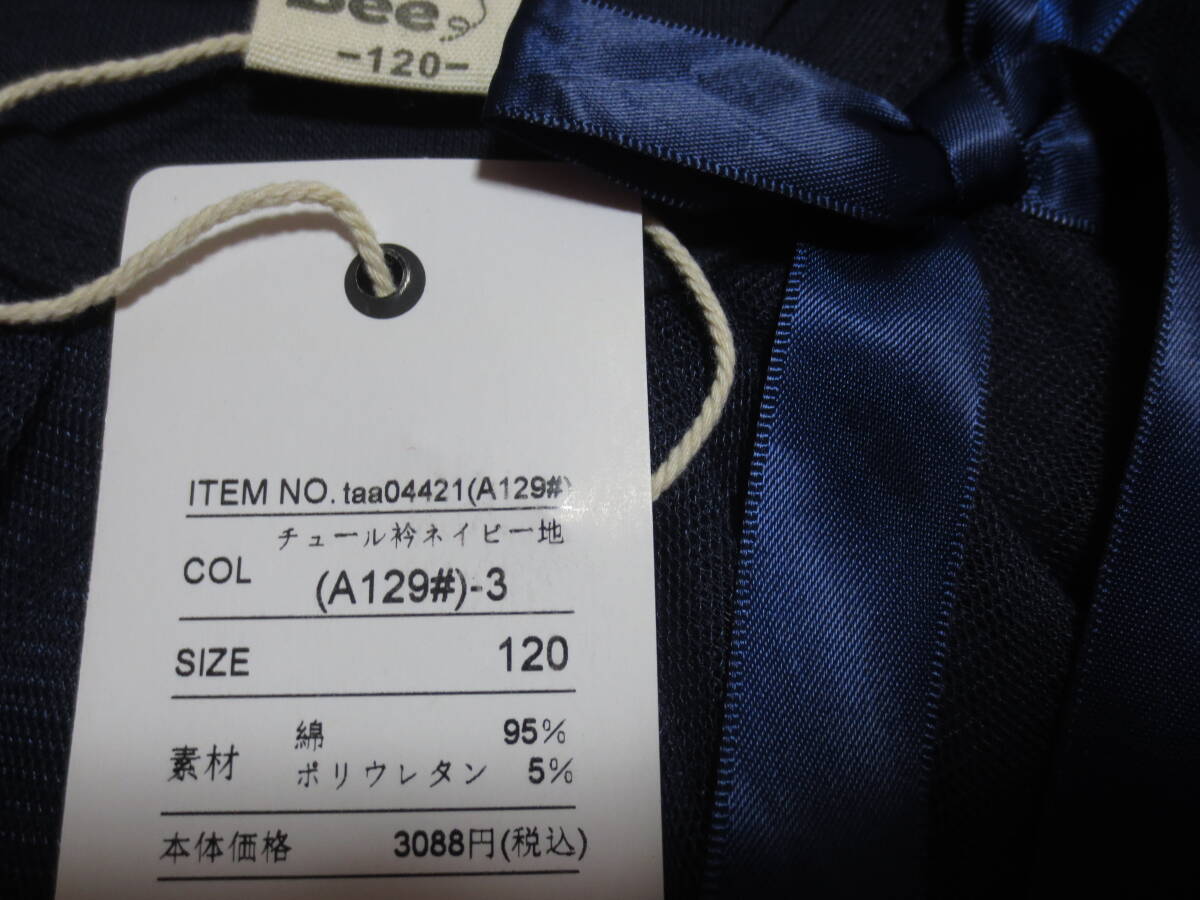 Bee
-120-
ITEM NO. taa04421(A129#)
チュール衿ネイビー地
COL
(A129#)-3
SIZE 120
綿 95%
素材
ポリウレタン 5%
本体価格 3088円(税込)